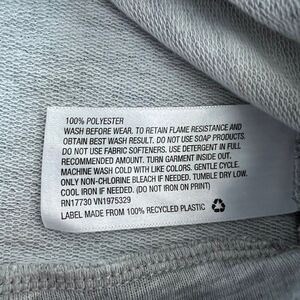 100% POLYESTER
WASH BEFORE WEAR. TO RETAIN FLAME RESISTANCE AND
OBTAIN BEST WASH RESULT. DO NOT USE SOAP PRODUCTS.
DO NOT USE FABRIC SOFTENERS. USE DETERGENT IN FULL
RECOMMENDED AMOUNT. TURN GARMENT INSIDE OUT.
MACHINE WASH COLD WITH LIKE COLORS. GENTLE CYCLE.
ONLY NON-CHLORINE BLEACH IF NEEDED. TUMBLE DRY LOW.
COOL IRON IF NEEDED. (DO NOT IRON ON PRINT)
RN17730 VN1975329
LABEL MADE FROM 100% RECYCLED PLASTIC